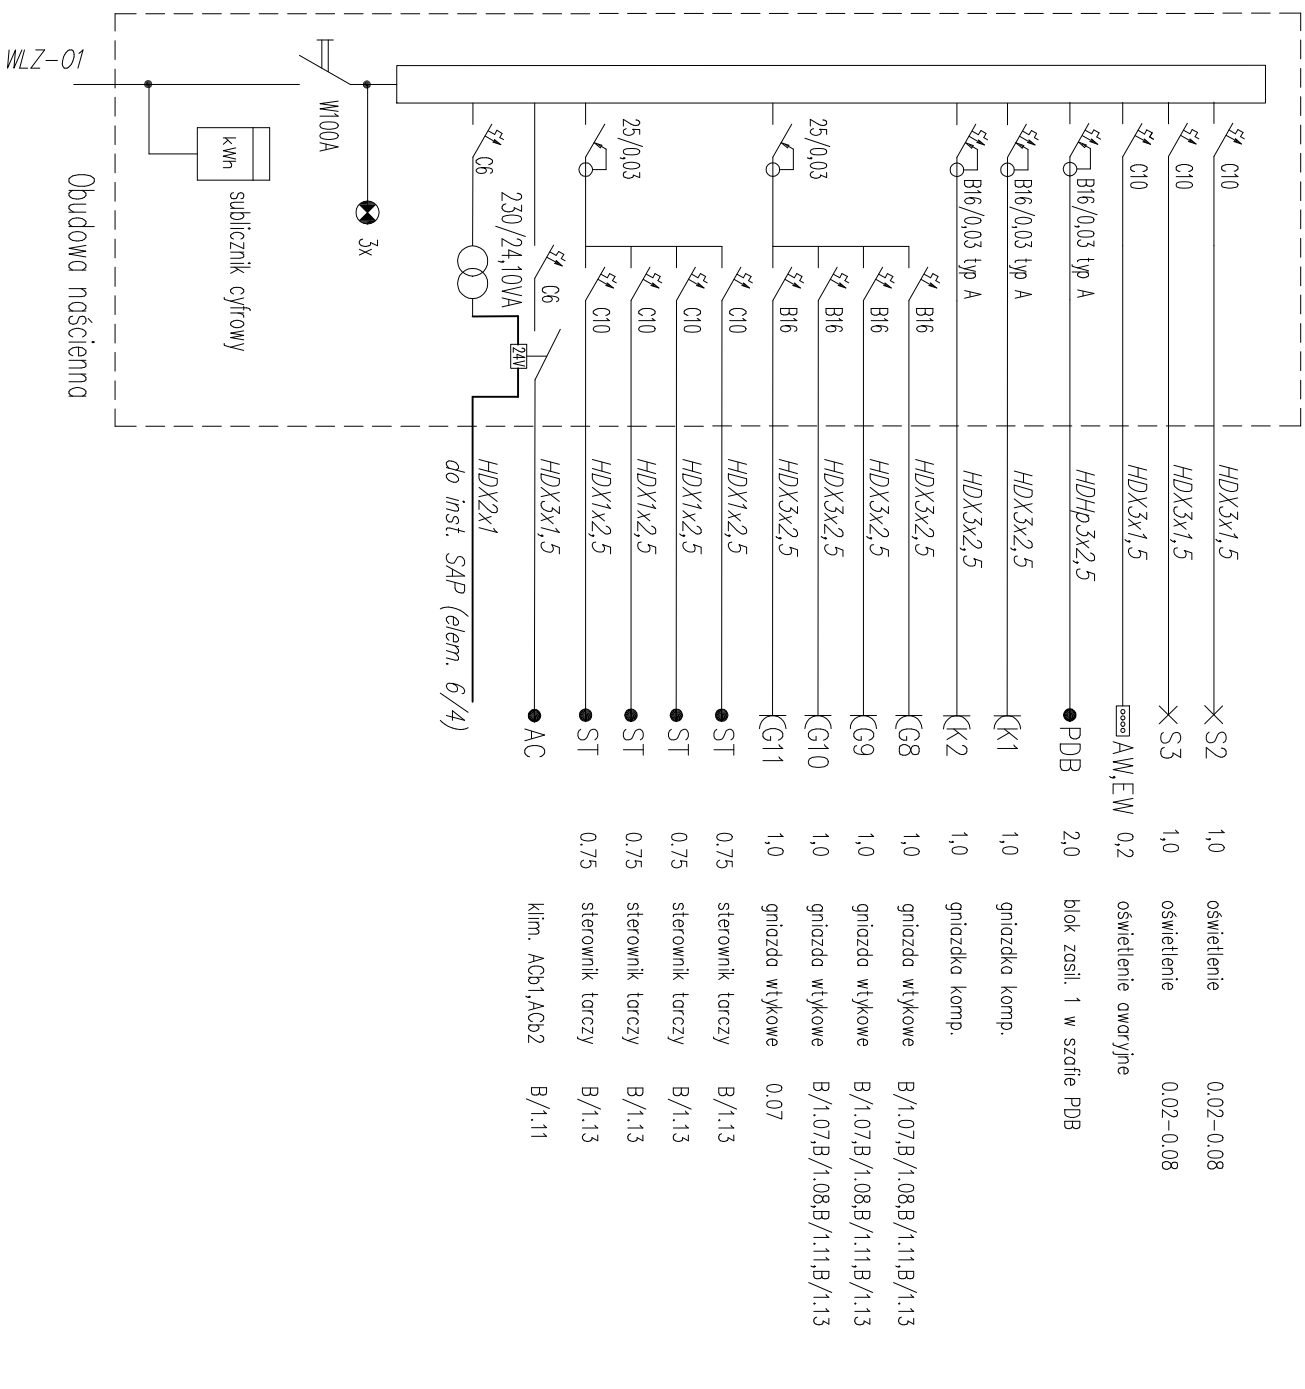 WLZ-01
W100A
kWh
sublicznik cyfrowy
Obudowa naścienna
3x
C6
230/24,10VA
24V
HDX2x1
do inst. SAP (elem. 6/4)
C6
HDX3x1,5
AC
klim. ACb1,ACb2
B/1.11
25/0,03
C10
HDX1x2,5
ST
0.75
sterownik tarczy
B/1.13
C10
HDX1x2,5
ST
0.75
sterownik tarczy
B/1.13
C10
HDX1x2,5
ST
0.75
sterownik tarczy
B/1.13
C10
HDX1x2,5
ST
0.75
sterownik tarczy
B/1.13
25/0,03
B16
HDX3x2,5
G11
1,0
gniazda wtykowe
0.07
B16
HDX3x2,5
G10
1,0
gniazda wtykowe
B/1.07,B/1.08,B/1.11,B/1.13
B16
HDX3x2,5
G9
1,0
gniazda wtykowe
B/1.07,B/1.08,B/1.11,B/1.13
B16
HDX3x2,5
G8
1,0
gniazda wtykowe
B/1.07,B/1.08,B/1.11,B/1.13
B16/0,03 typ A
HDX3x2,5
K2
1,0
gniazdka komp.
B16/0,03 typ A
HDX3x2,5
K1
1,0
gniazdka komp.
B16/0,03 typ A
HDHp3x2,5
PDB
2,0
blok zasil. 1 w szafie PDB
C10
HDX3x1,5
AW,EW
0,2
oświetlenie awaryjne
C10
HDX3x1,5
S3
1,0
oświetlenie
0.02-0.08
C10
HDX3x1,5
S2
1,0
oświetlenie
0.02-0.08